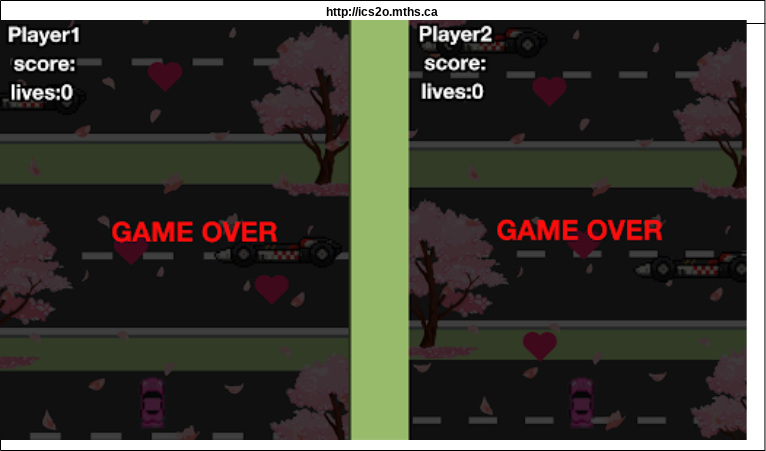 http://ics2o.mths.ca
Player1
score:
lives:0
GAME OVER
Player2
score:
lives:0
GAME OVER